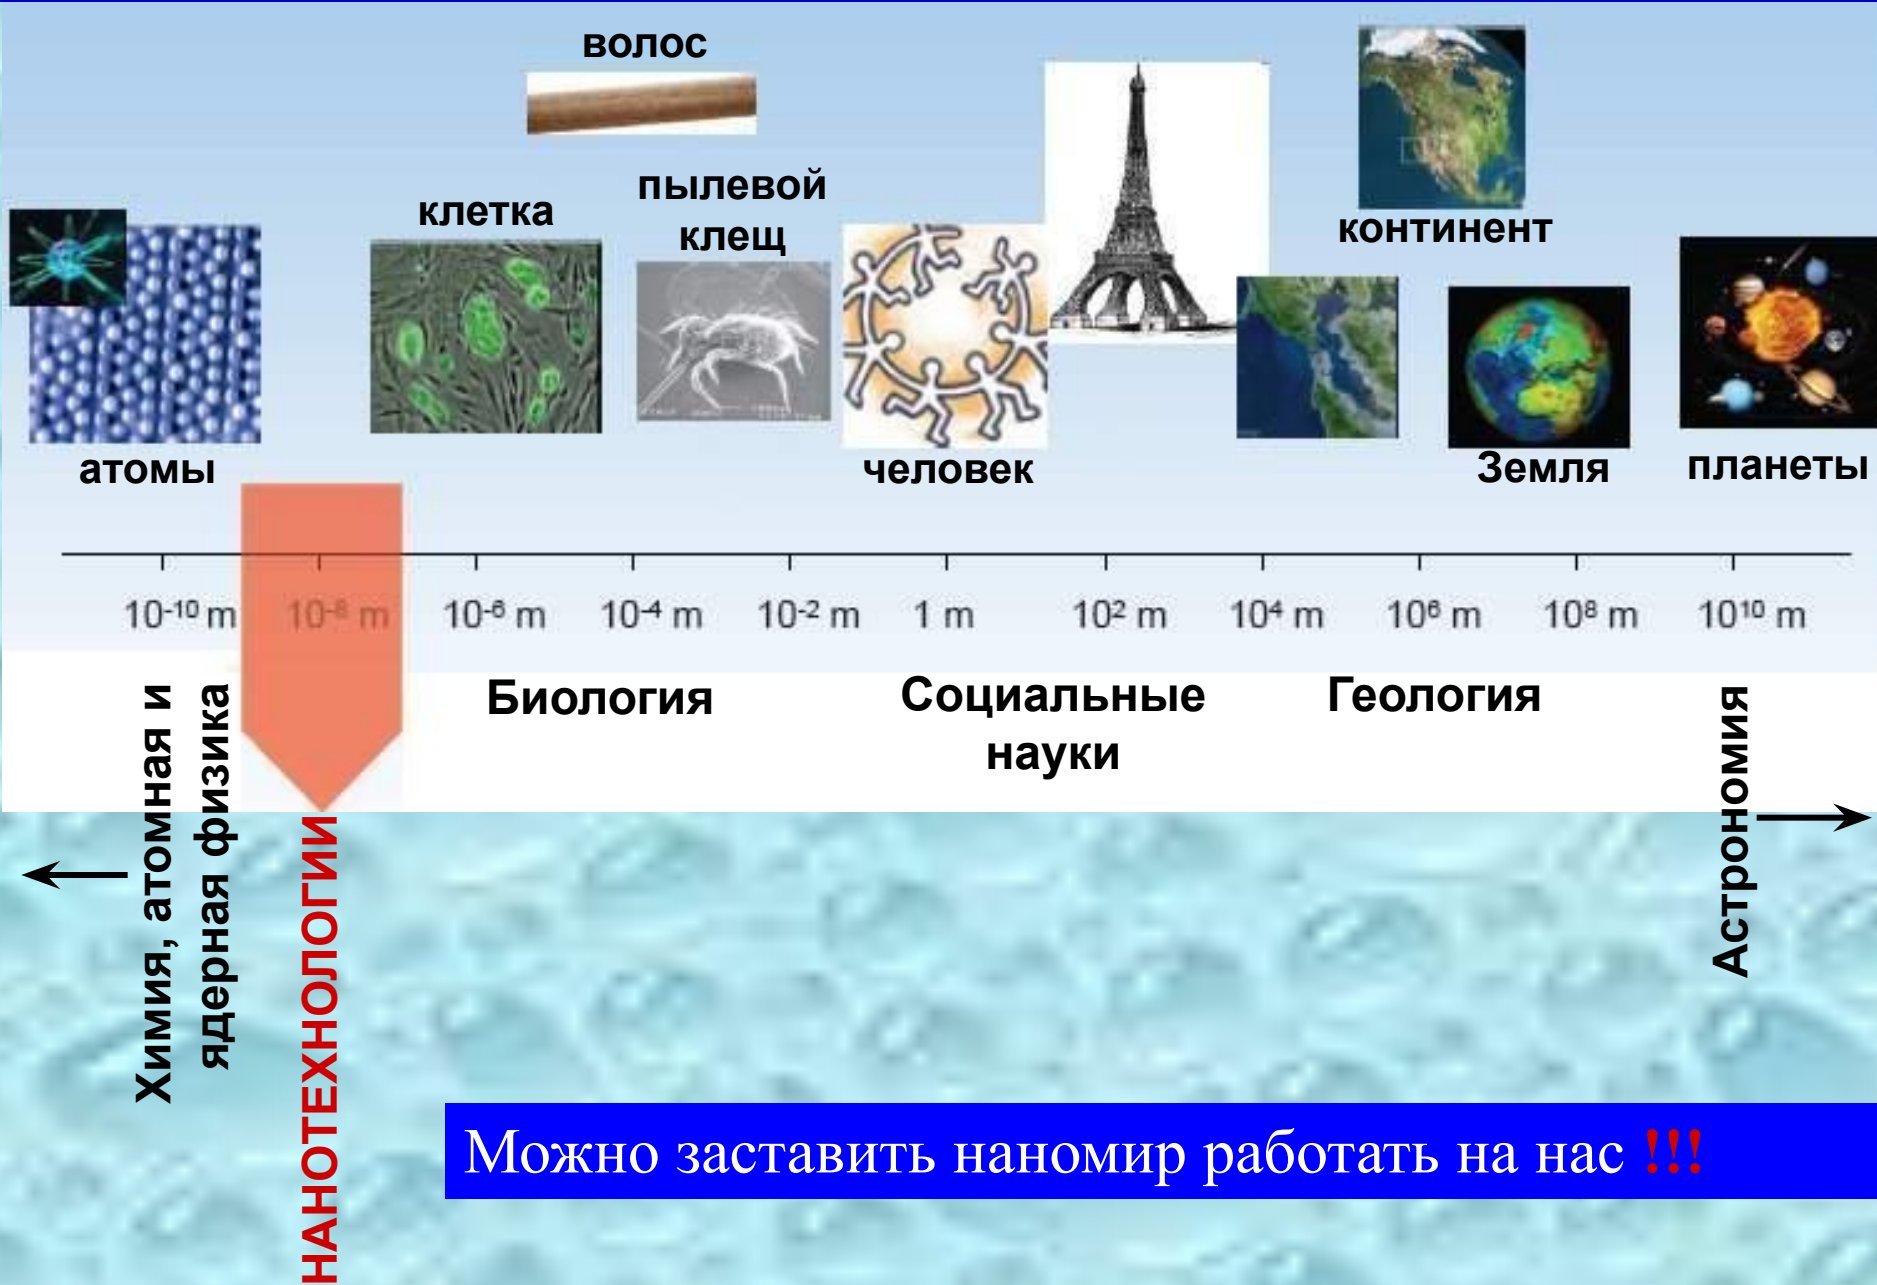 волос
пылевой
клещ
клетка
континент
атомы
человек
Земля
планеты
10⁻¹⁰ m
10⁻⁸ m
10⁻⁶ m
10⁻⁴ m
10⁻² m
1 m
10² m
10⁴ m
10⁶ m
10⁸ m
10¹⁰ m
Химия, атомная и
ядерная физика
НАНОТЕХНОЛОГИИ
Биология
Социальные
науки
Геология
Астрономия
Можно заставить наномир работать на нас !!!